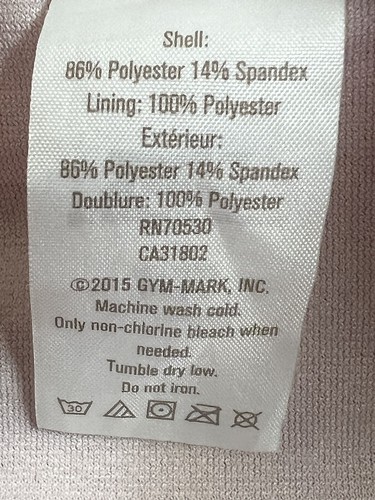 Shell:
86% Polyester 14% Spandex
Lining: 100% Polyester
Extérieur:
86% Polyester 14% Spandex
Doublure: 100% Polyester
RN70530
CA31802
©2015 GYM-MARK, INC.
Machine wash cold.
Only non-chlorine bleach when
needed.
Tumble dry low.
Do not iron.
30